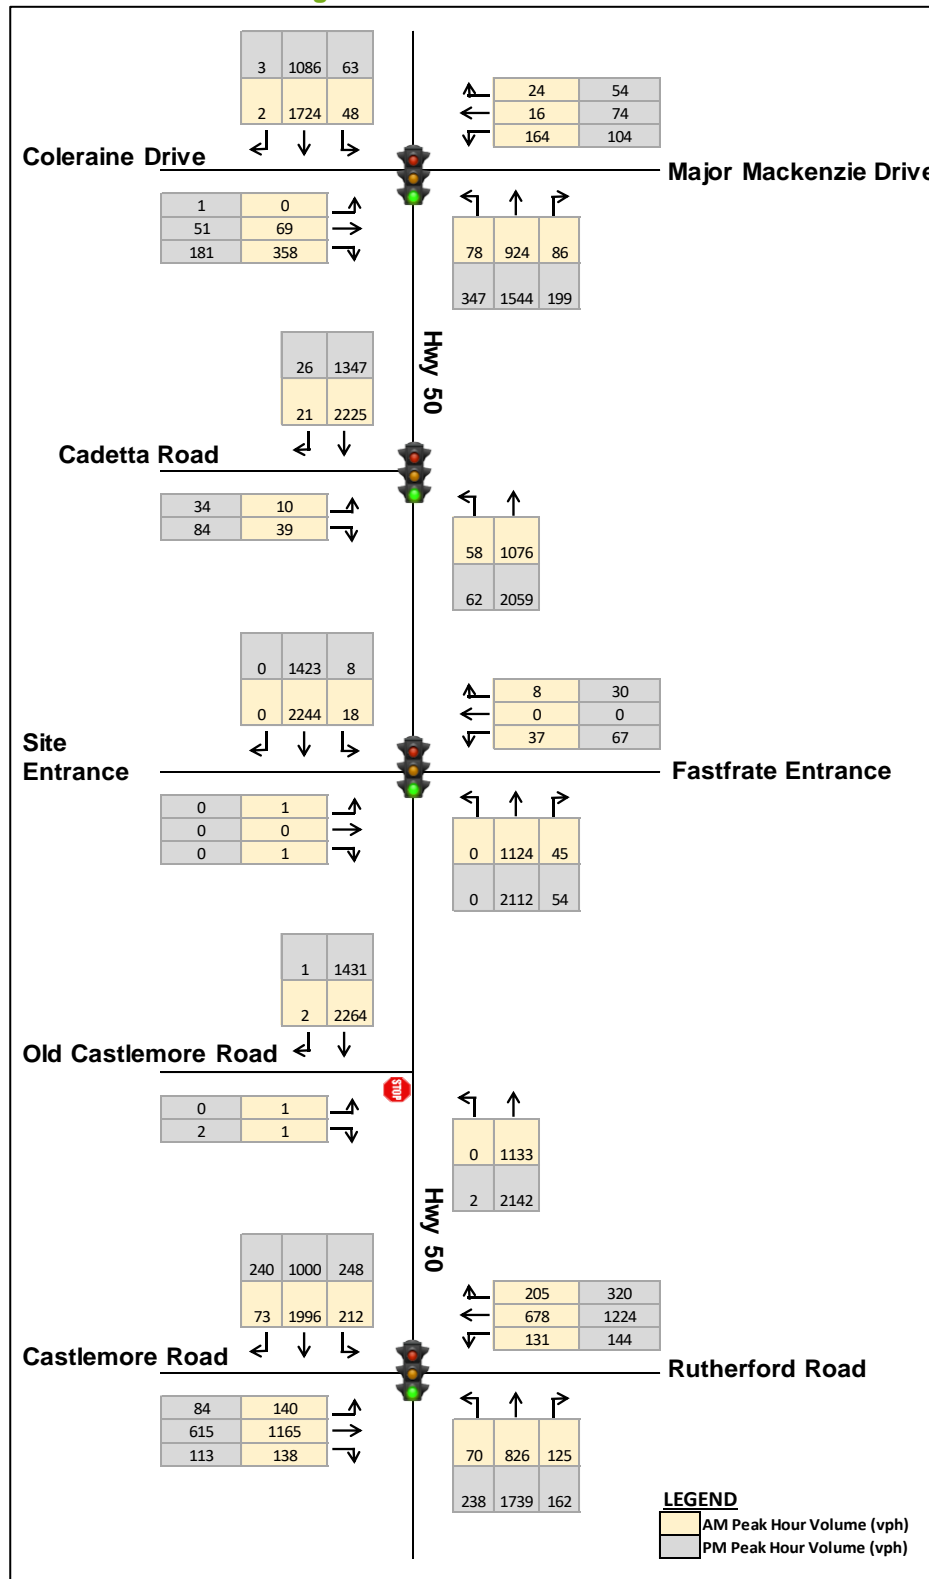 3 1086 63
2 1724 48
24 54
16 74
164 104
Coleraine Drive
Major Mackenzie Drive
1 0
51 69
181 358
78 924 86
347 1544 199
Hwy 50
26 1347
21 2225
Cadetta Road
34 10
84 39
58 1076
62 2059
0 1423 8
0 2244 18
8 30
0 0
37 67
Site
Entrance
Fastfrate Entrance
0 1
0 0
0 1
0 1124 45
0 2112 54
1 1431
2 2264
Old Castlemore Road
STOP
0 1
2 1
0 1133
2 2142
Hwy 50
240 1000 248
73 1996 212
205 320
678 1224
131 144
Castlemore Road
Rutherford Road
84 140
615 1165
113 138
70 826 125
238 1739 162
LEGEND
AM Peak Hour Volume (vph)
PM Peak Hour Volume (vph)